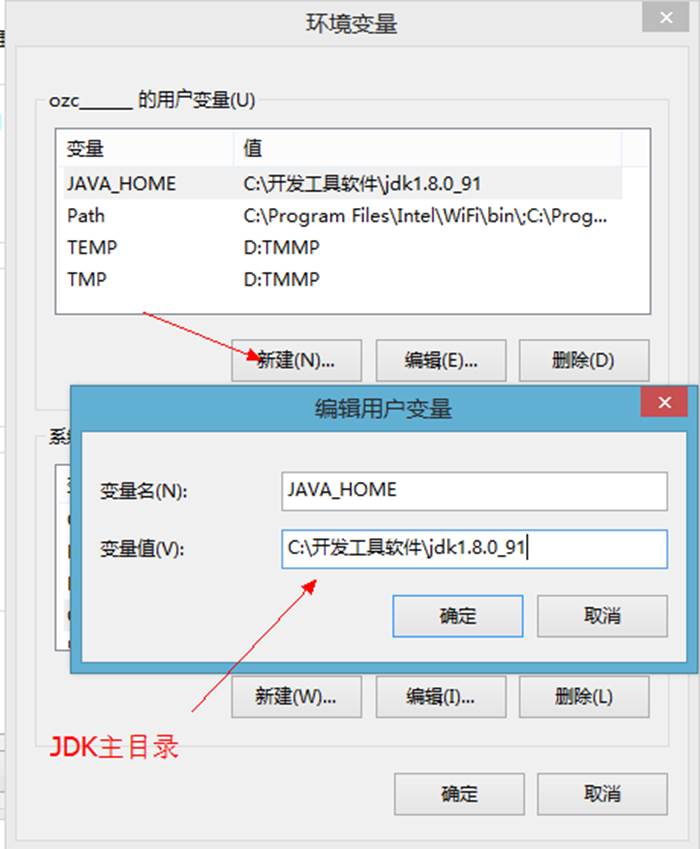 环境变量
ozc______ 的用户变量(U)
变量 值
JAVA_HOME C:\开发工具软件\jdk1.8.0_91
Path C:\Program Files\Intel\WiFi\bin\;C:\Prog...
TEMP D:TMMP
TMP D:TMMP
新建(N)... 编辑(E)... 删除(D)
编辑用户变量
变量名(N): JAVA_HOME
变量值(V): C:\开发工具软件\jdk1.8.0_91
确定 取消
新建(W)... 编辑(I)... 删除(L)
JDK主目录
确定 取消